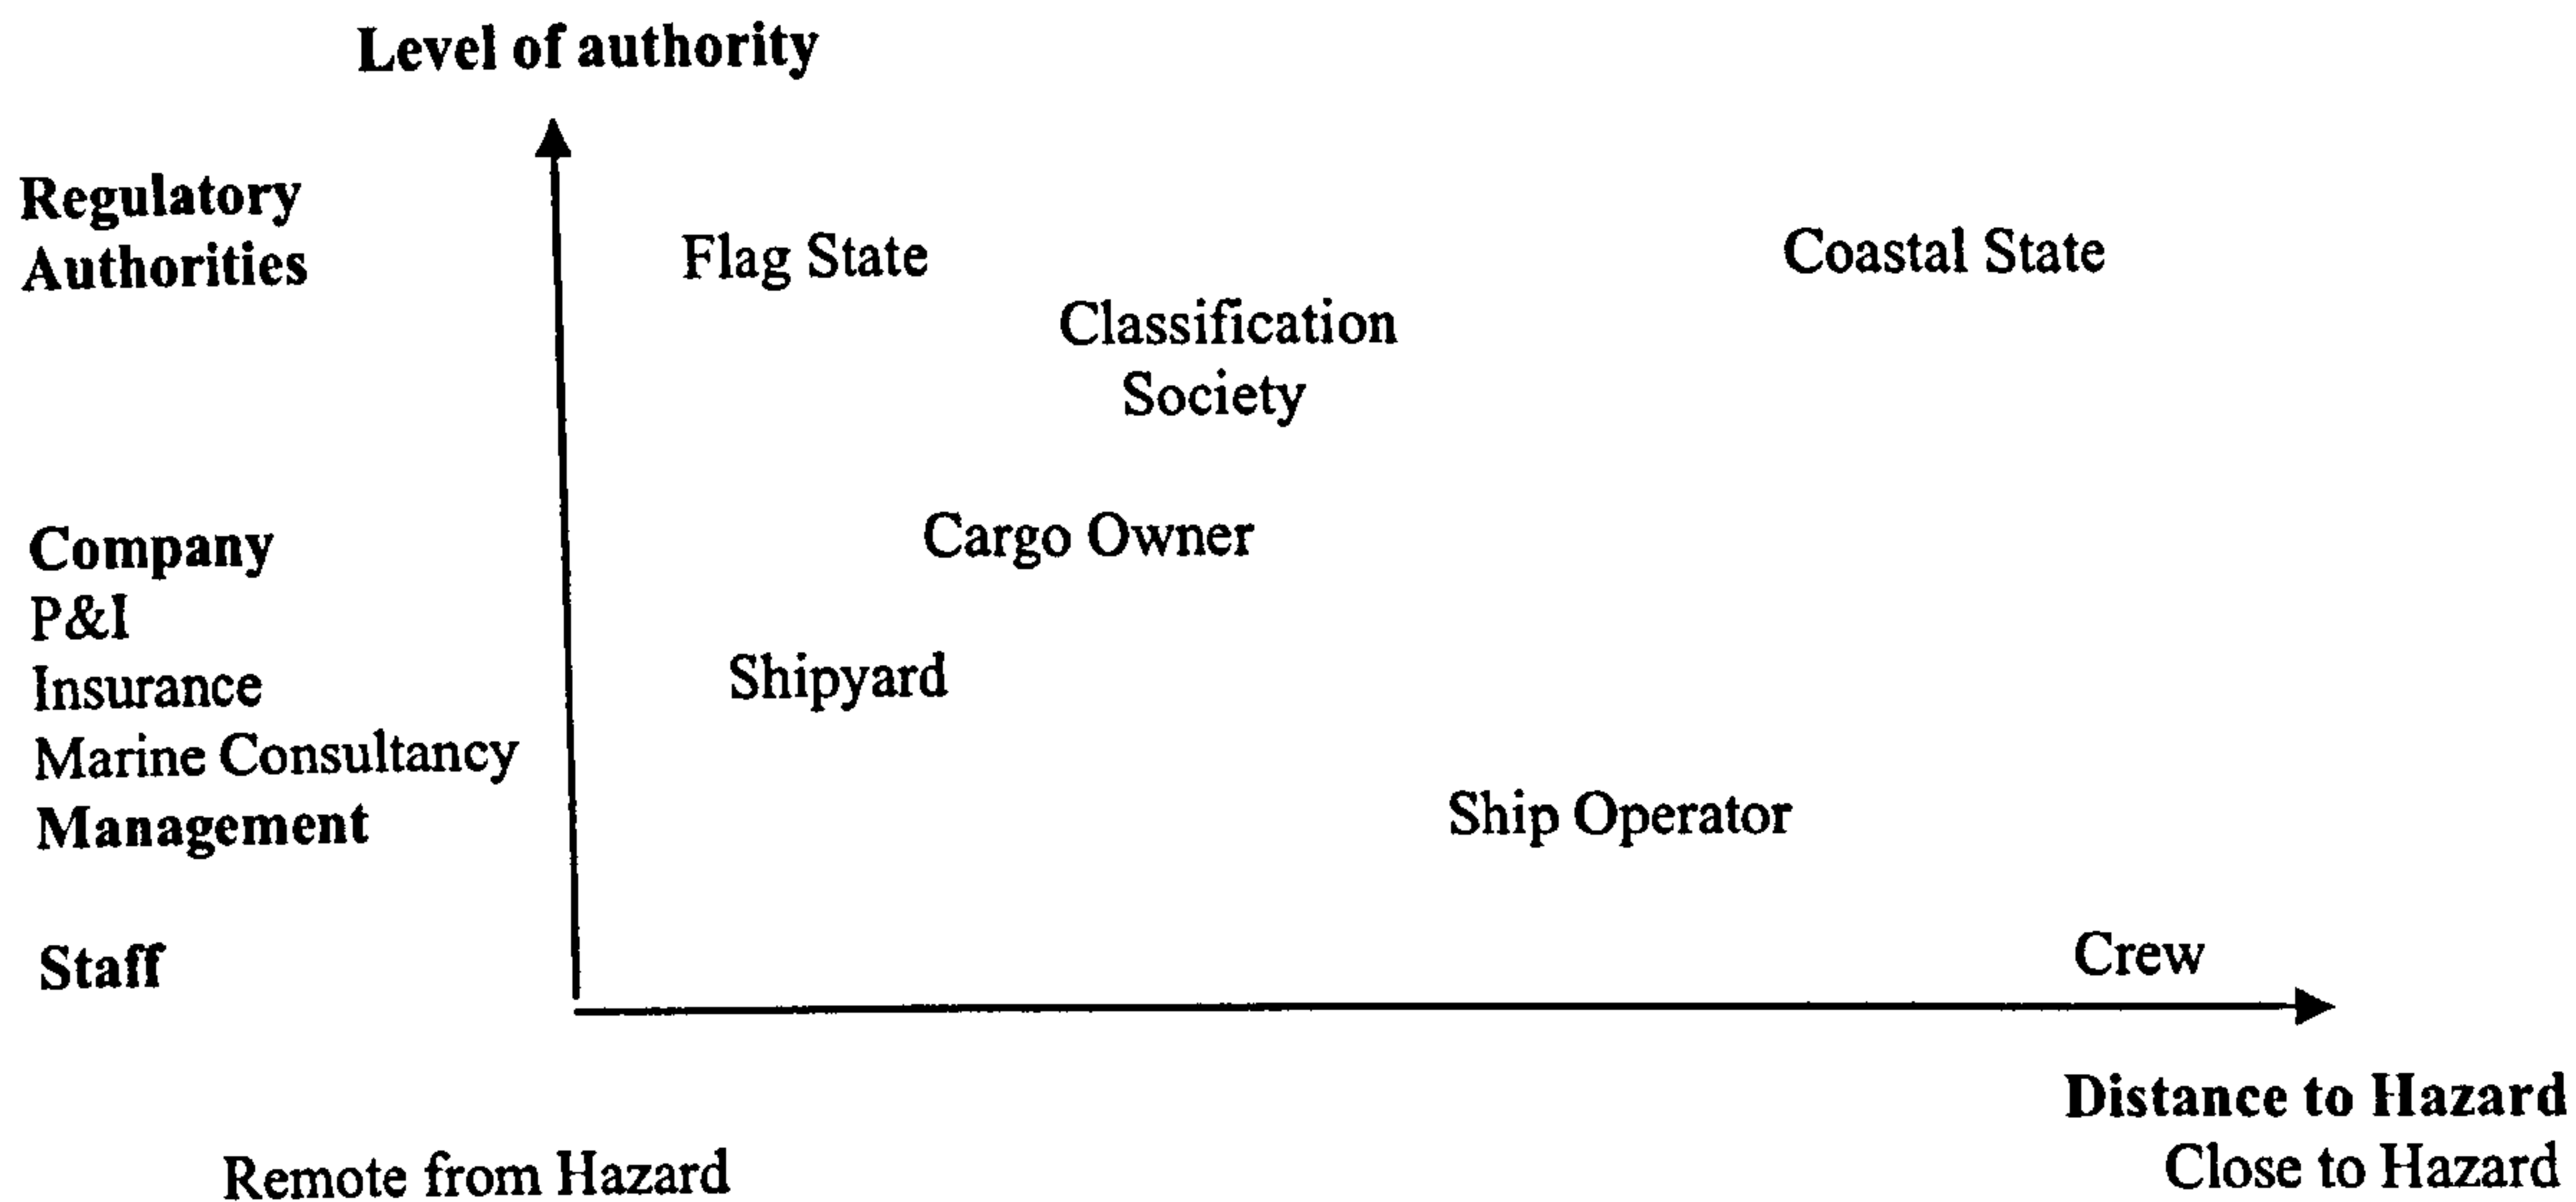 Level of authority
Regulatory
Authorities
Flag State
Coastal State
Classification
Society
Cargo Owner
Company
P&I
Insurance
Shipyard
Marine Consultancy
Management
Ship Operator
Staff
Crew
Distance to Hazard
Remote from Hazard
Close to Hazard